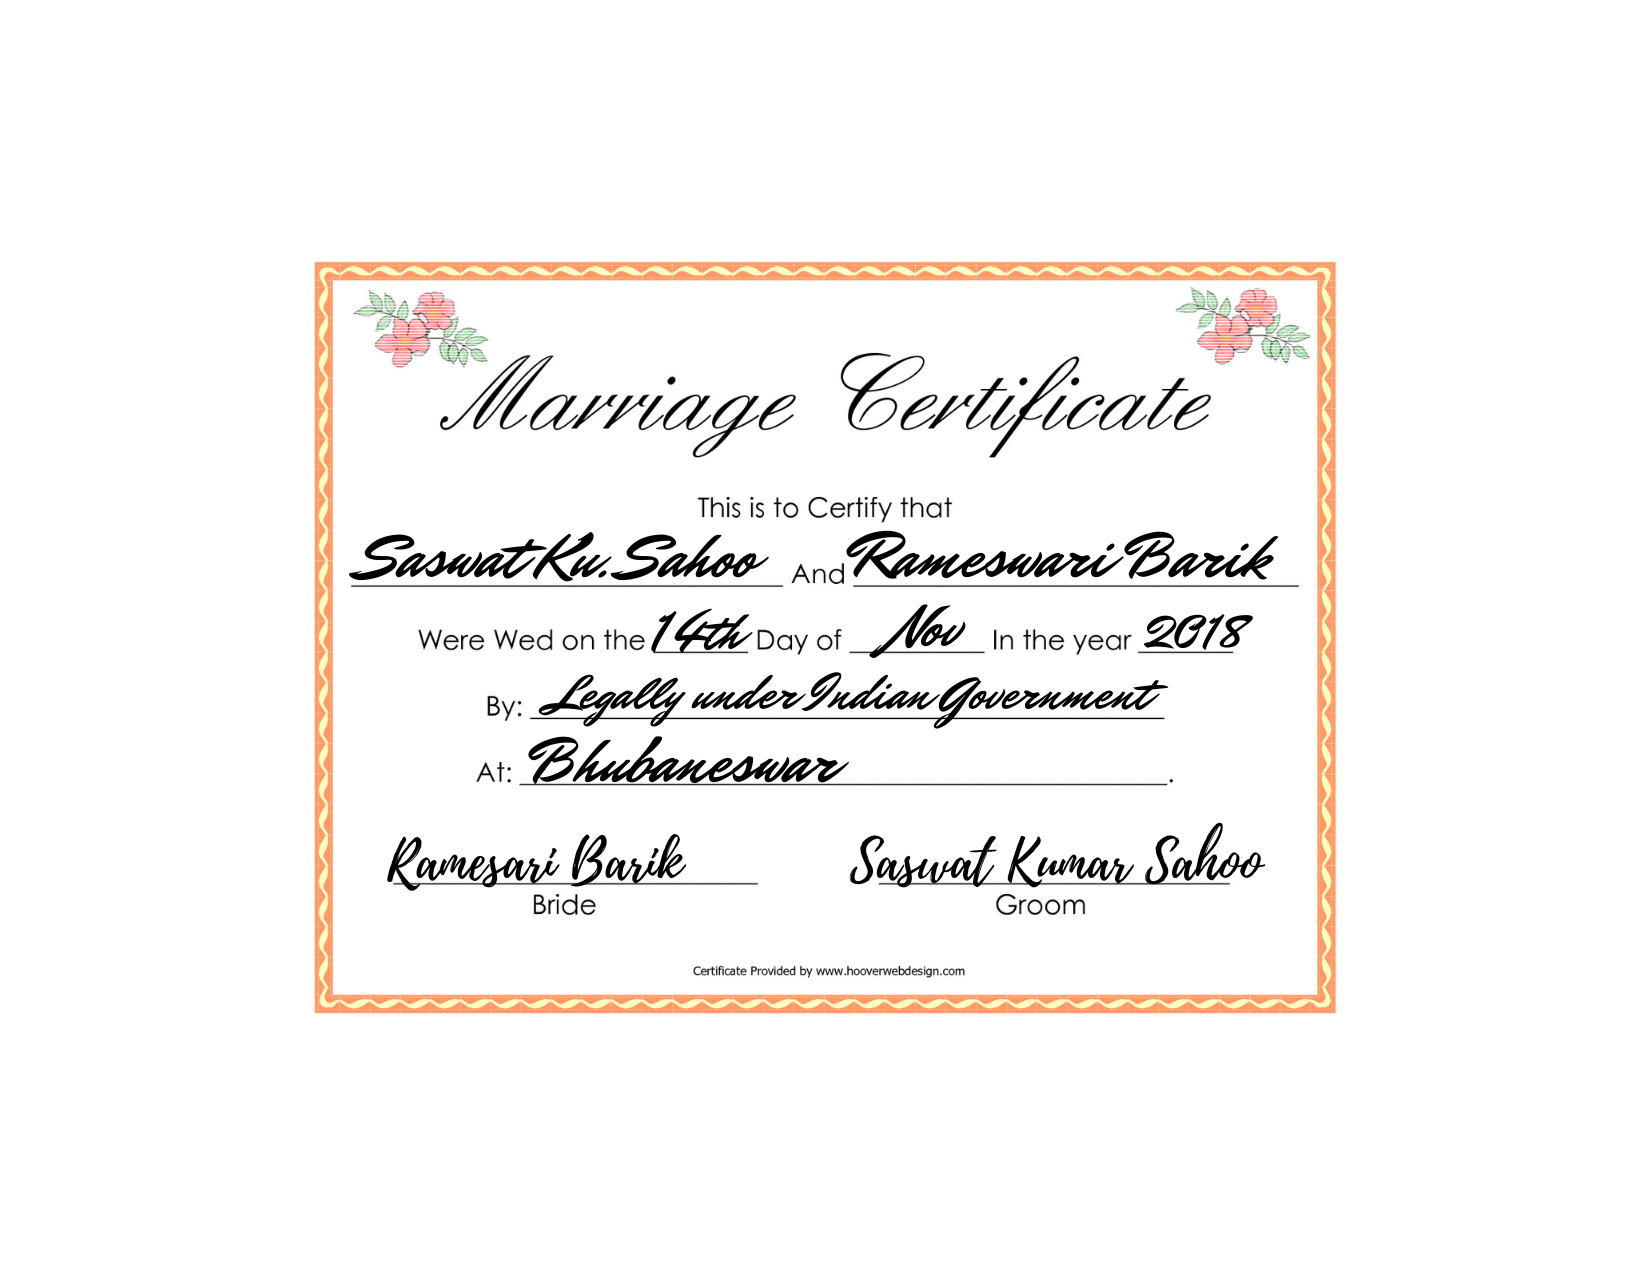 Marriage Certificate
This is to Certify that
Saswat Ku. Sahoo And Rameswari Barik
Were Wed on the 14th Day of Nov In the year 2018
By: Legally under Indian Government
At: Bhubaneswar.
Ramesari Barik Saswat Kumar Sahoo
Bride Groom
Certificate Provided by www.hooverwebdesign.com